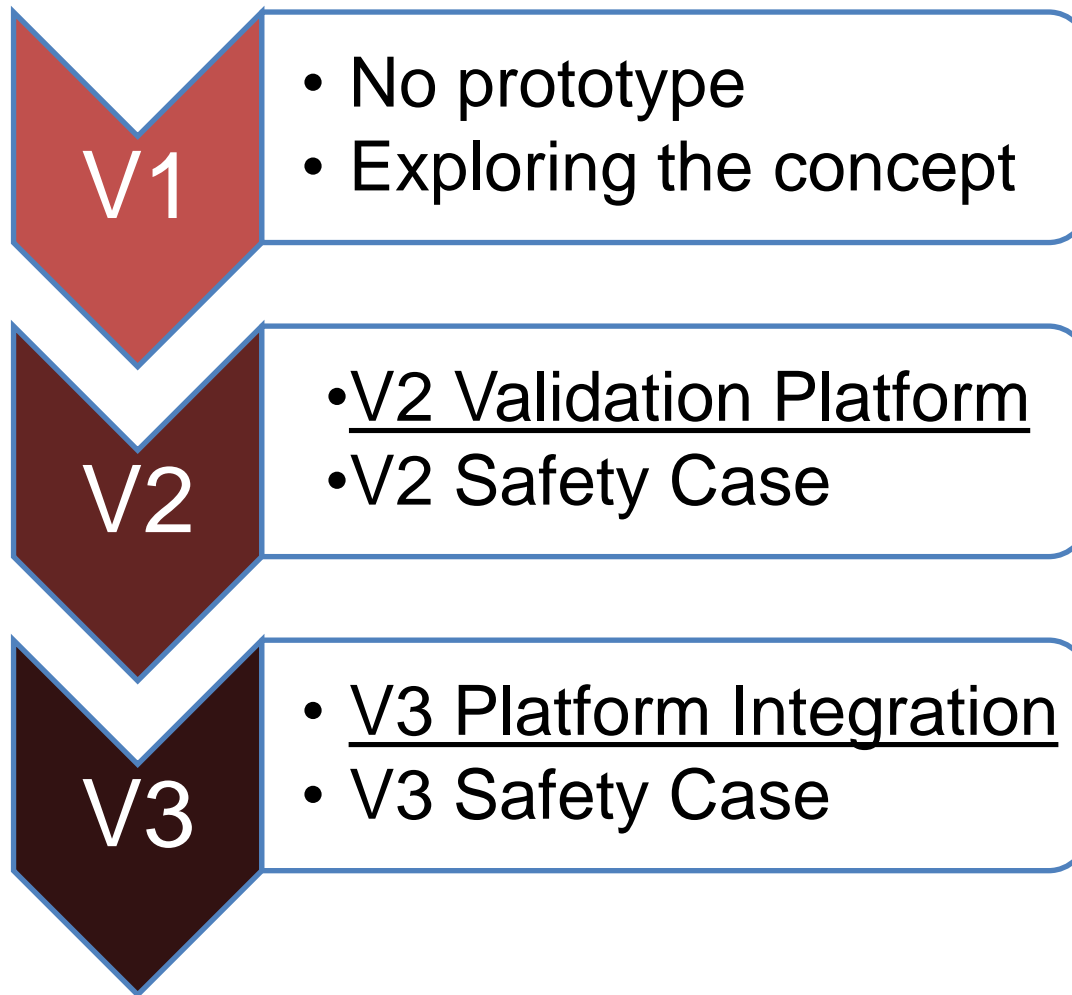 V1
• No prototype
• Exploring the concept
V2
•V2 Validation Platform
•V2 Safety Case
V3
• V3 Platform Integration
• V3 Safety Case